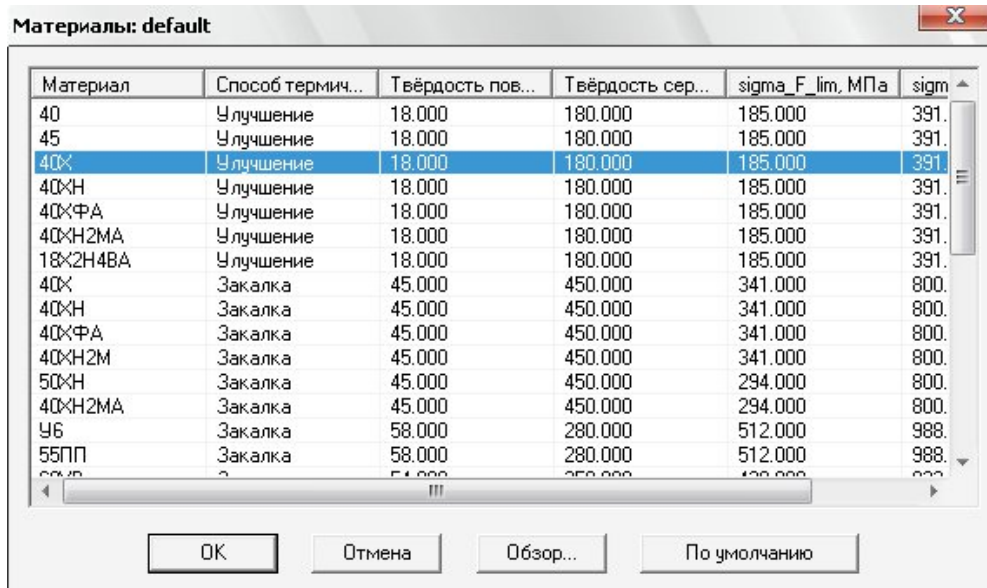 Материалы: default
Материал Способ термич... Твёрдость пов... Твёрдость сер... sigma_F_lim, МПа sigm
40 Улучшение 18.000 180.000 185.000 391.
45 Улучшение 18.000 180.000 185.000 391.
40Х Улучшение 18.000 180.000 185.000 391.
40ХН Улучшение 18.000 180.000 185.000 391.
40ХФА Улучшение 18.000 180.000 185.000 391.
40ХН2МА Улучшение 18.000 180.000 185.000 391.
18Х2Н4ВА Улучшение 18.000 180.000 185.000 391.
40Х Закалка 45.000 450.000 341.000 800.
40ХН Закалка 45.000 450.000 341.000 800.
40ХФА Закалка 45.000 450.000 341.000 800.
40ХН2М Закалка 45.000 450.000 341.000 800.
50ХН Закалка 45.000 450.000 294.000 800.
40ХН2МА Закалка 45.000 450.000 294.000 800.
У6 Закалка 58.000 280.000 512.000 988.
55ПП Закалка 58.000 280.000 512.000 988.
OK Отмена Обзор... По умолчанию